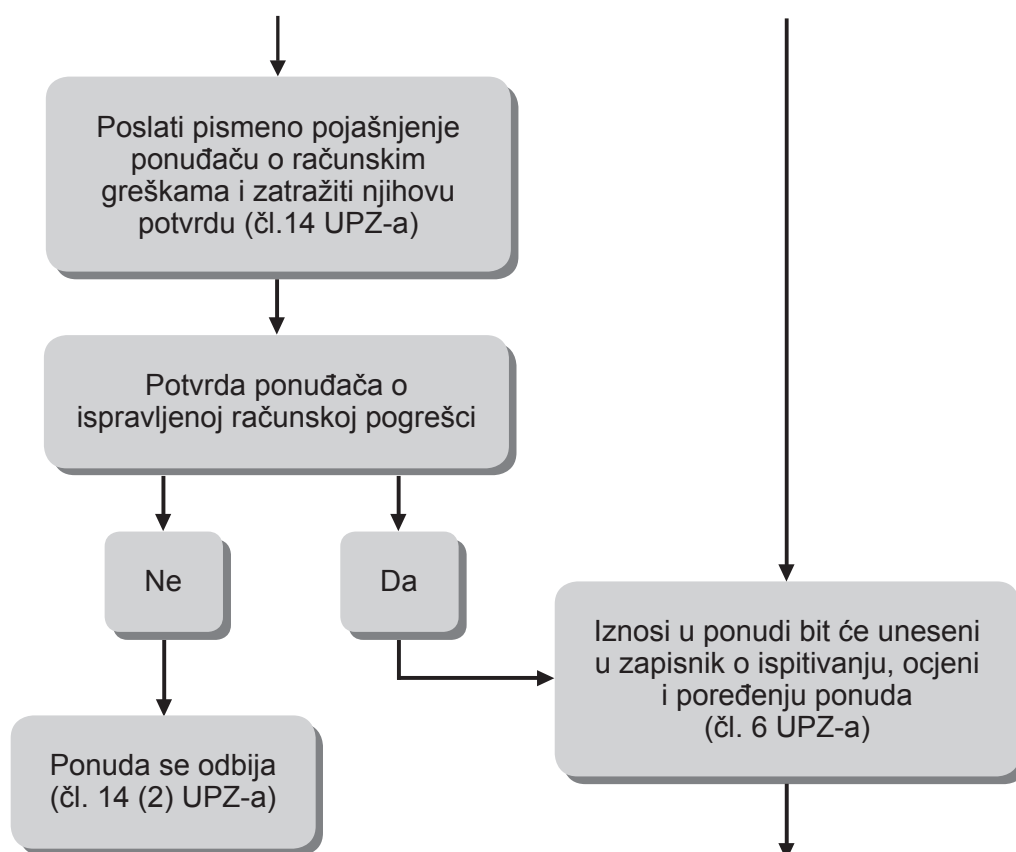 Poslati pismeno pojašnjenje
ponuđaču o računskim
greškama i zatražiti njihovu
potvrdu (čl.14 UPZ-a)
Potvrda ponuđača o
ispravljenoj računskoj pogrešci
Ne
Da
Iznosi u ponudi bit će uneseni
u zapisnik o ispitivanju, ocjeni
i poređenju ponuda
(čl. 6 UPZ-a)
Ponuda se odbija
(čl. 14 (2) UPZ-a)